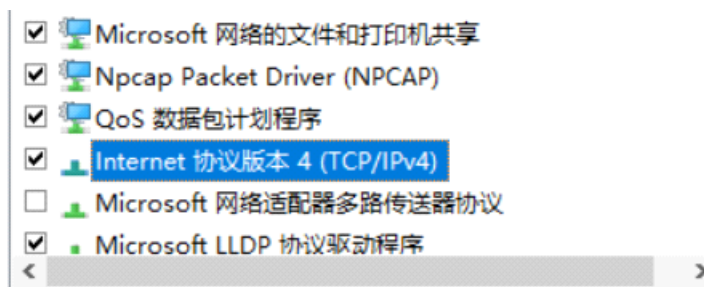 Microsoft 网络的文件和打印机共享
Npcap Packet Driver (NPCAP)
QoS 数据包计划程序
Internet 协议版本 4 (TCP/IPv4)
Microsoft 网络适配器多路传送器协议
Microsoft LLDP 协议驱动程序